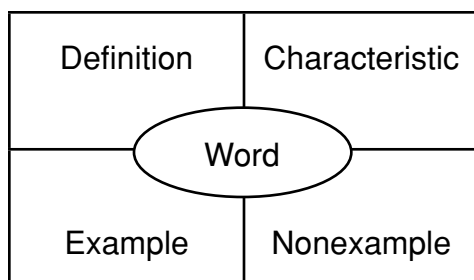 Definition
Characteristic
Word
Example
Nonexample